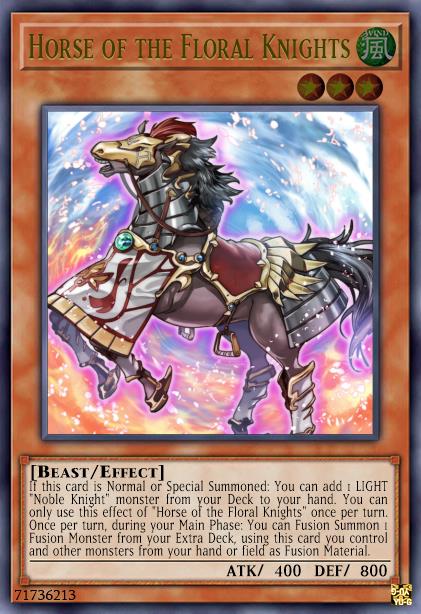 HORSE OF THE FLORAL KNIGHTS
WIND
風
[BEAST/EFFECT]
If this card is Normal or Special Summoned: You can add 1 LIGHT
"Noble Knight" monster from your Deck to your hand. You can
only use this effect of "Horse of the Floral Knights" once per turn.
Once per turn, during your Main Phase: You can Fusion Summon 1
Fusion Monster from your Extra Deck, using this card you control
and other monsters from your hand or field as Fusion Material.
ATK/ 400 DEF/ 800
71736213